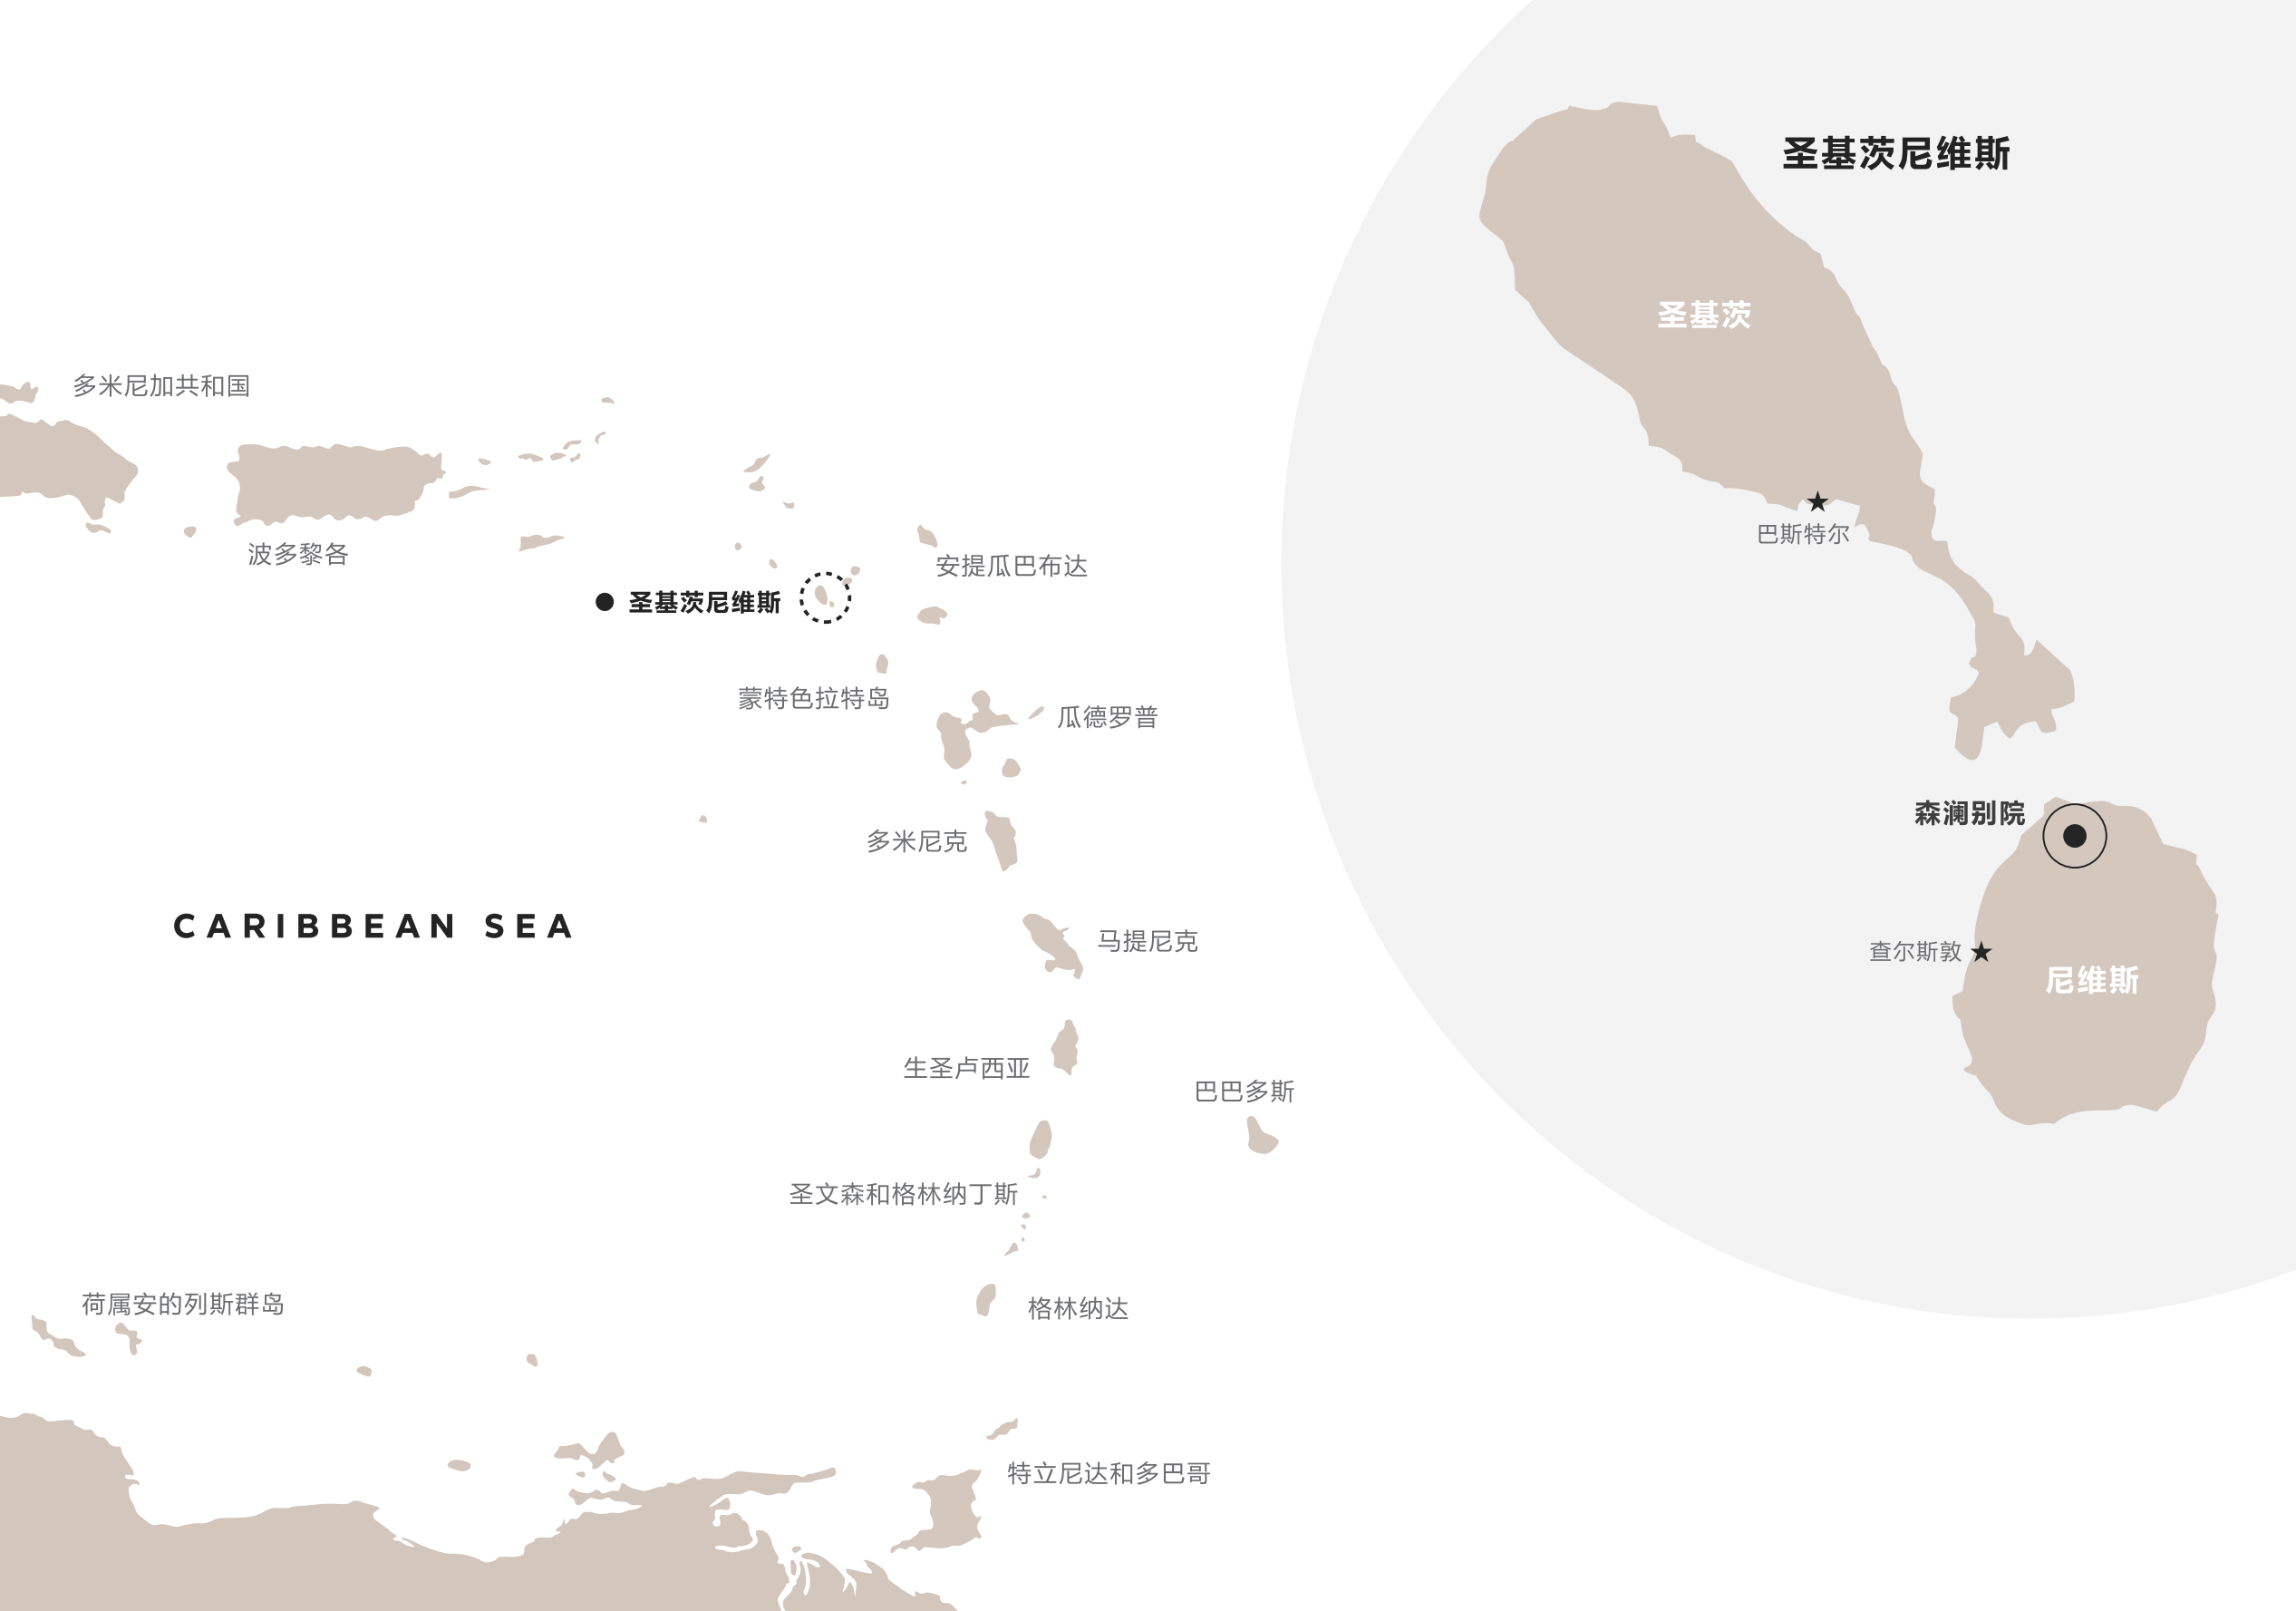 圣基茨尼维斯
圣基茨
多米尼加共和国
巴斯特尔
波多黎各
安提瓜巴布达
圣基茨尼维斯
蒙特色拉特岛
瓜德罗普
森澜别院
多米尼克
CARIBBEAN SEA
马提尼克
查尔斯敦
尼维斯
生圣卢西亚
巴巴多斯
圣文森和格林纳丁斯
荷属安的列斯群岛
格林纳达
特立尼达和多巴哥